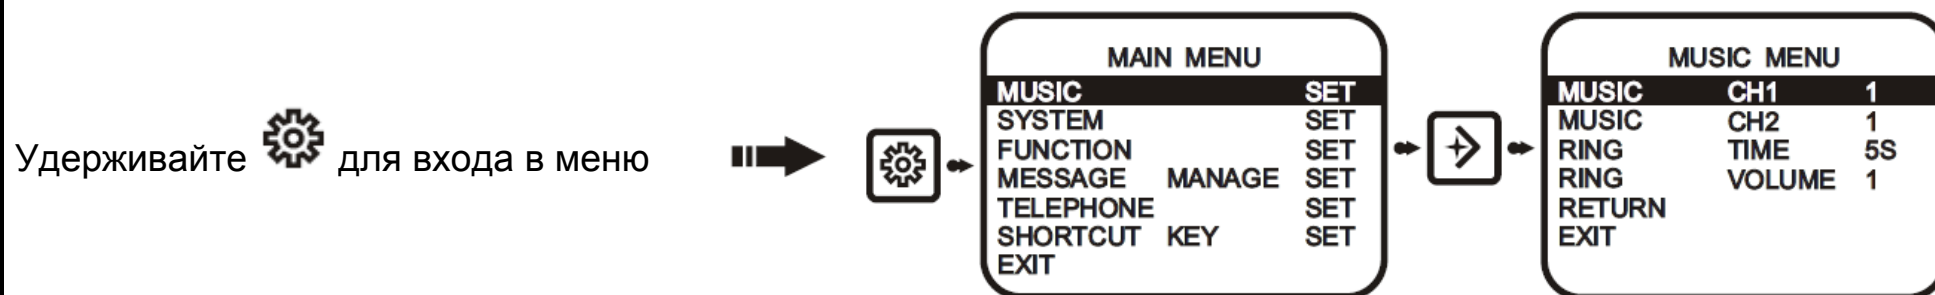 Удерживайте для входа в меню
MAIN MENU
MUSIC SET
SYSTEM SET
FUNCTION SET
MESSAGE MANAGE SET
TELEPHONE SET
SHORTCUT KEY SET
EXIT
MUSIC MENU
MUSIC CH1 1
MUSIC CH2 1
RING TIME 5S
RING VOLUME 1
RETURN
EXIT